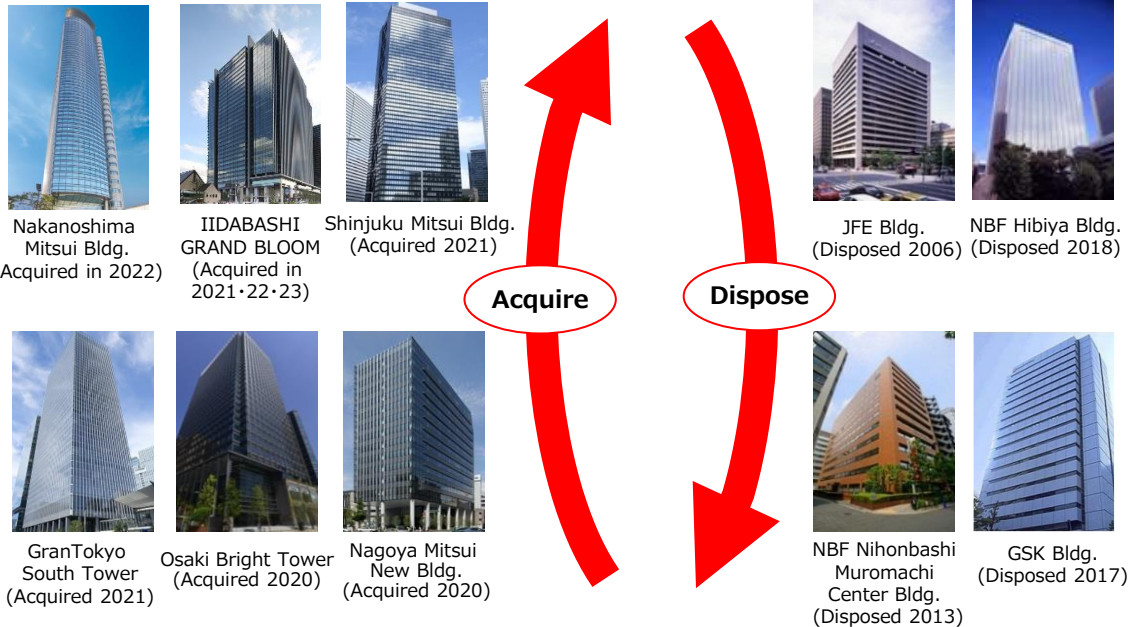 Nakanoshima
Mitsui Bldg.
Acquired in 2022)
IIDABASHI
GRAND BLOOM
(Acquired in
2021･22･23)
Shinjuku Mitsui Bldg.
(Acquired 2021)
JFE Bldg.
(Disposed 2006)
NBF Hibiya Bldg.
(Disposed 2018)
Acquire
Dispose
GranTokyo
South Tower
(Acquired 2021)
Osaki Bright Tower
(Acquired 2020)
Nagoya Mitsui
New Bldg.
(Acquired 2020)
NBF Nihonbashi
Muromachi
Center Bldg.
(Disposed 2013)
GSK Bldg.
(Disposed 2017)